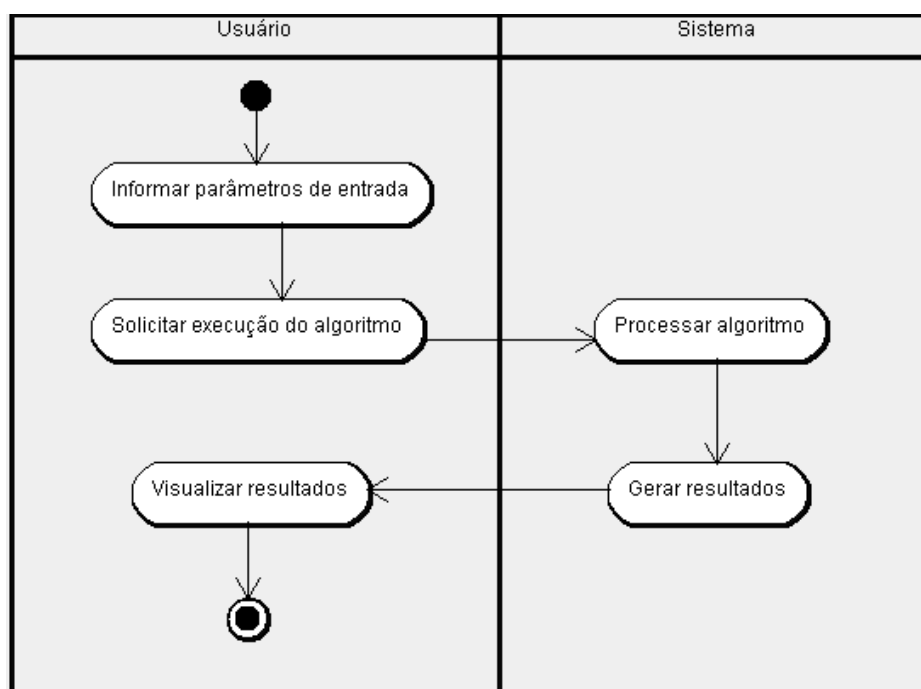 Usuário
Sistema
Informar parâmetros de entrada
Solicitar execução do algoritmo
Processar algoritmo
Visualizar resultados
Gerar resultados